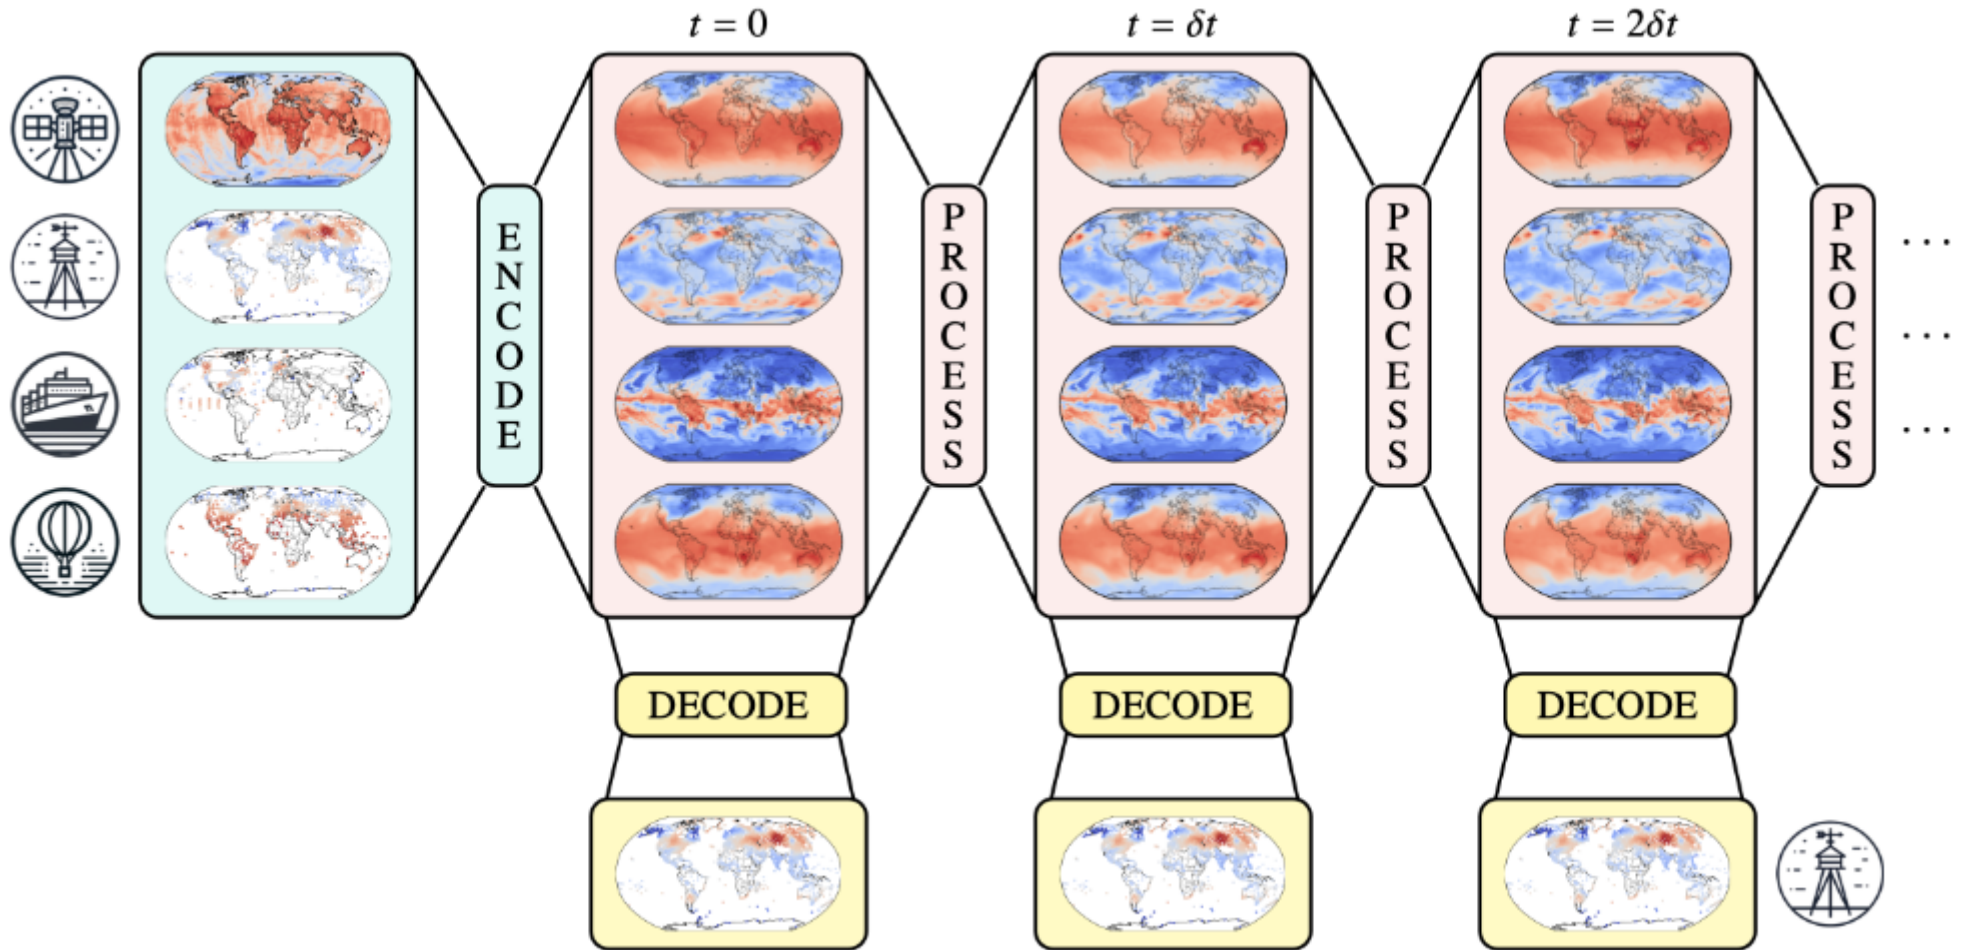 t = 0
t = δt
t = 2δt
ENCODE
PROCESS
PROCESS
PROCESS
...
...
...
DECODE
DECODE
DECODE